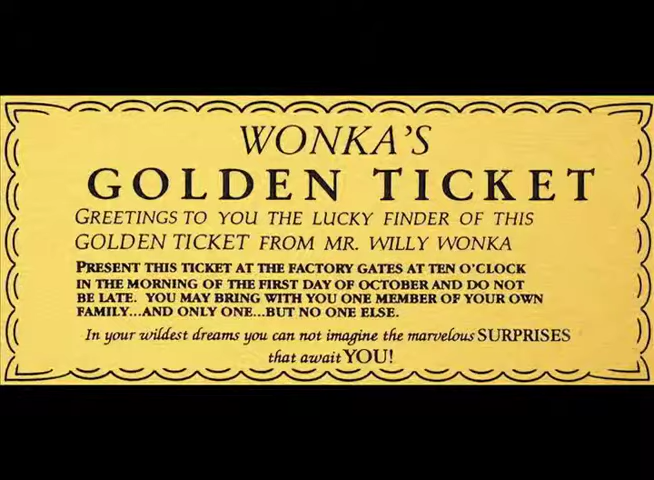 WONKA'S
GOLDEN TICKET
GREETINGS TO YOU THE LUCKY FINDER OF THIS
GOLDEN TICKET FROM MR. WILLY WONKA
PRESENT THIS TICKET AT THE FACTORY GATES AT TEN O'CLOCK
IN THE MORNING OF THE FIRST DAY OF OCTOBER AND DO NOT
BE LATE. YOU MAY BRING WITH YOU ONE MEMBER OF YOUR OWN
FAMILY...AND ONLY ONE...BUT NO ONE ELSE.
In your wildest dreams you can not imagine the marvelous SURPRISES
that await YOU!